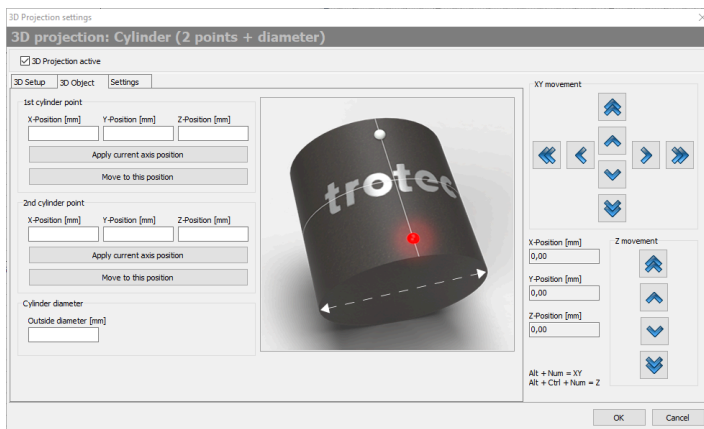 3D Projection settings
3D projection: Cylinder (2 points + diameter)
3D Projection active
3D Setup 3D Object Settings
1st cylinder point
X-Position [mm] Y-Position [mm] Z-Position [mm]
Apply current axis position
Move to this position
2nd cylinder point
X-Position [mm] Y-Position [mm] Z-Position [mm]
Apply current axis position
Move to this position
Cylinder diameter
Outside diameter [mm]
trotec
2
XY movement
X-Position [mm]
0,00
Y-Position [mm]
0,00
Z-Position [mm]
0,00
Z movement
Alt + Num = XY
Alt + Ctrl + Num = Z
OK Cancel